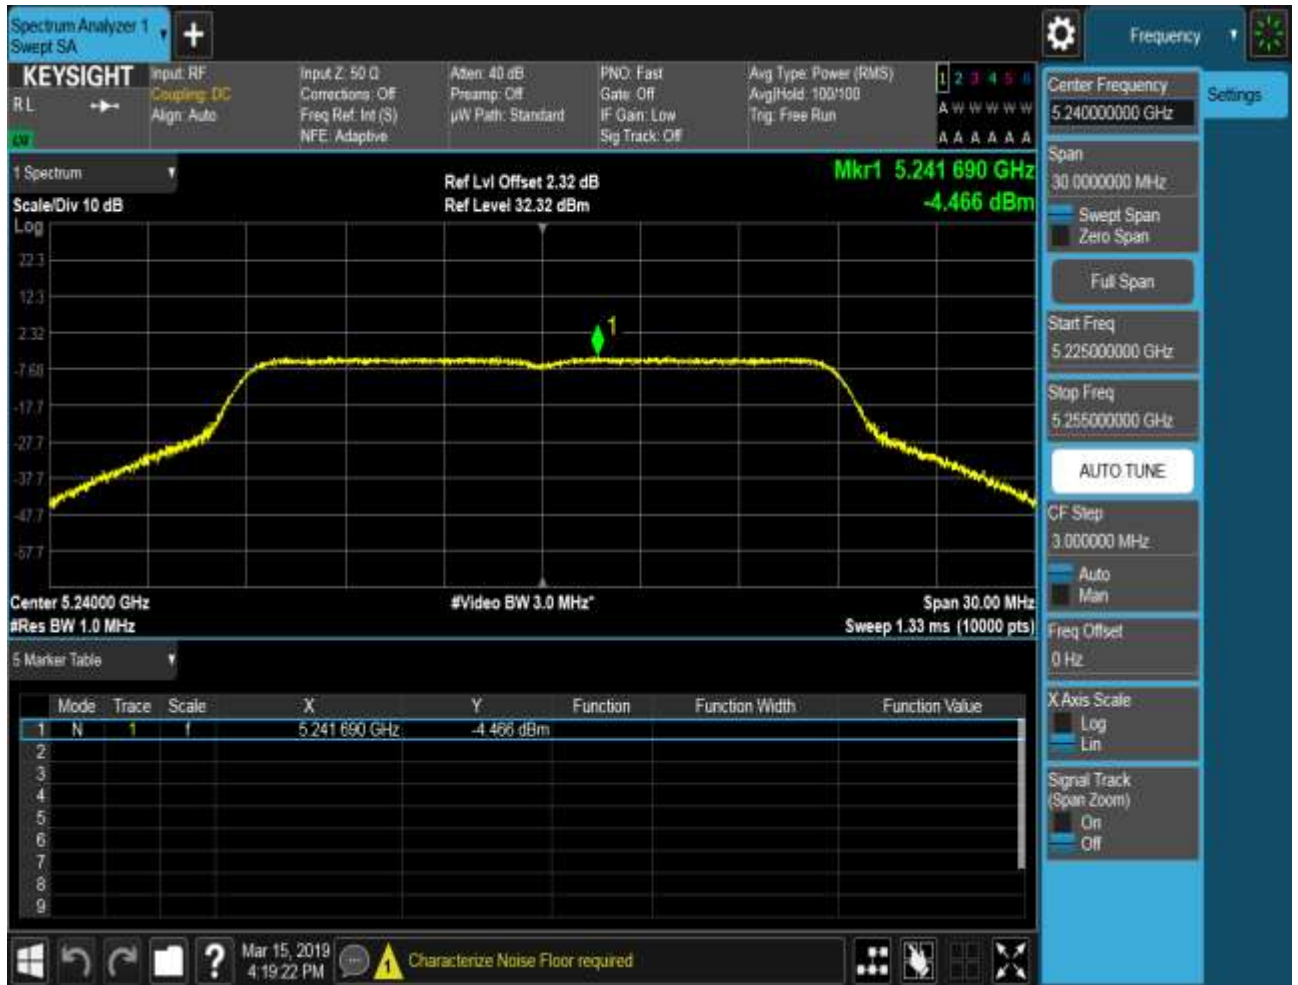 Spectrum Analyzer 1
Swept SA
Frequency
KEYSIGHT
R L
Input: RF
Coupling: DC
Align: Auto
Input Z: 50 Ω
Corrections: Off
Freq Ref: Int (S)
NFE: Adaptive
Atten: 40 dB
Preamp: Off
µW Path: Standard
PNO: Fast
Gate: Off
IF Gain: Low
Sig Track: Off
Avg Type: Power (RMS)
Avg|Hold: 100/100
Trig: Free Run
1 2 3 4 5 6
A W W W W W
A A A A A A
1 Spectrum
Scale/Div 10 dB
Ref Lvl Offset 2.32 dB
Ref Level 32.32 dBm
Mkr1 5.241 690 GHz
-4.466 dBm
Log
22.3
12.3
2.32
-7.68
-17.7
-27.7
-37.7
-47.7
-57.7
1
Center 5.24000 GHz
#Res BW 1.0 MHz
#Video BW 3.0 MHz*
Span 30.00 MHz
Sweep 1.33 ms (10000 pts)
5 Marker Table
Mode Trace Scale X Y Function Function Width Function Value
1 N 1 f 5.241 690 GHz -4.466 dBm
2
3
4
5
6
7
8
9
Mar 15, 2019
4:19:22 PM
1
Characterize Noise Floor required
Center Frequency
5.240000000 GHz
Settings
Span
30.0000000 MHz
Swept Span
Zero Span
Full Span
Start Freq
5.225000000 GHz
Stop Freq
5.255000000 GHz
AUTO TUNE
CF Step
3.000000 MHz
Auto
Man
Freq Offset
0 Hz
X Axis Scale
Log
Lin
Signal Track
(Span Zoom)
On
Off